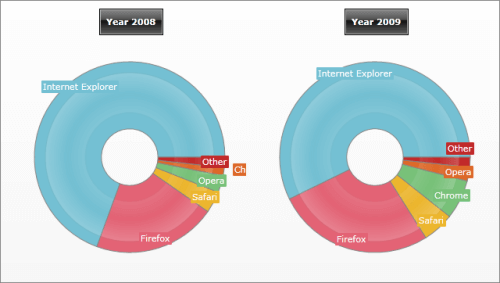 Year 2008
Internet Explorer
Other
Ch
Opera
Safari
Firefox
Year 2009
Internet Explorer
Other
Opera
Chrome
Safari
Firefox